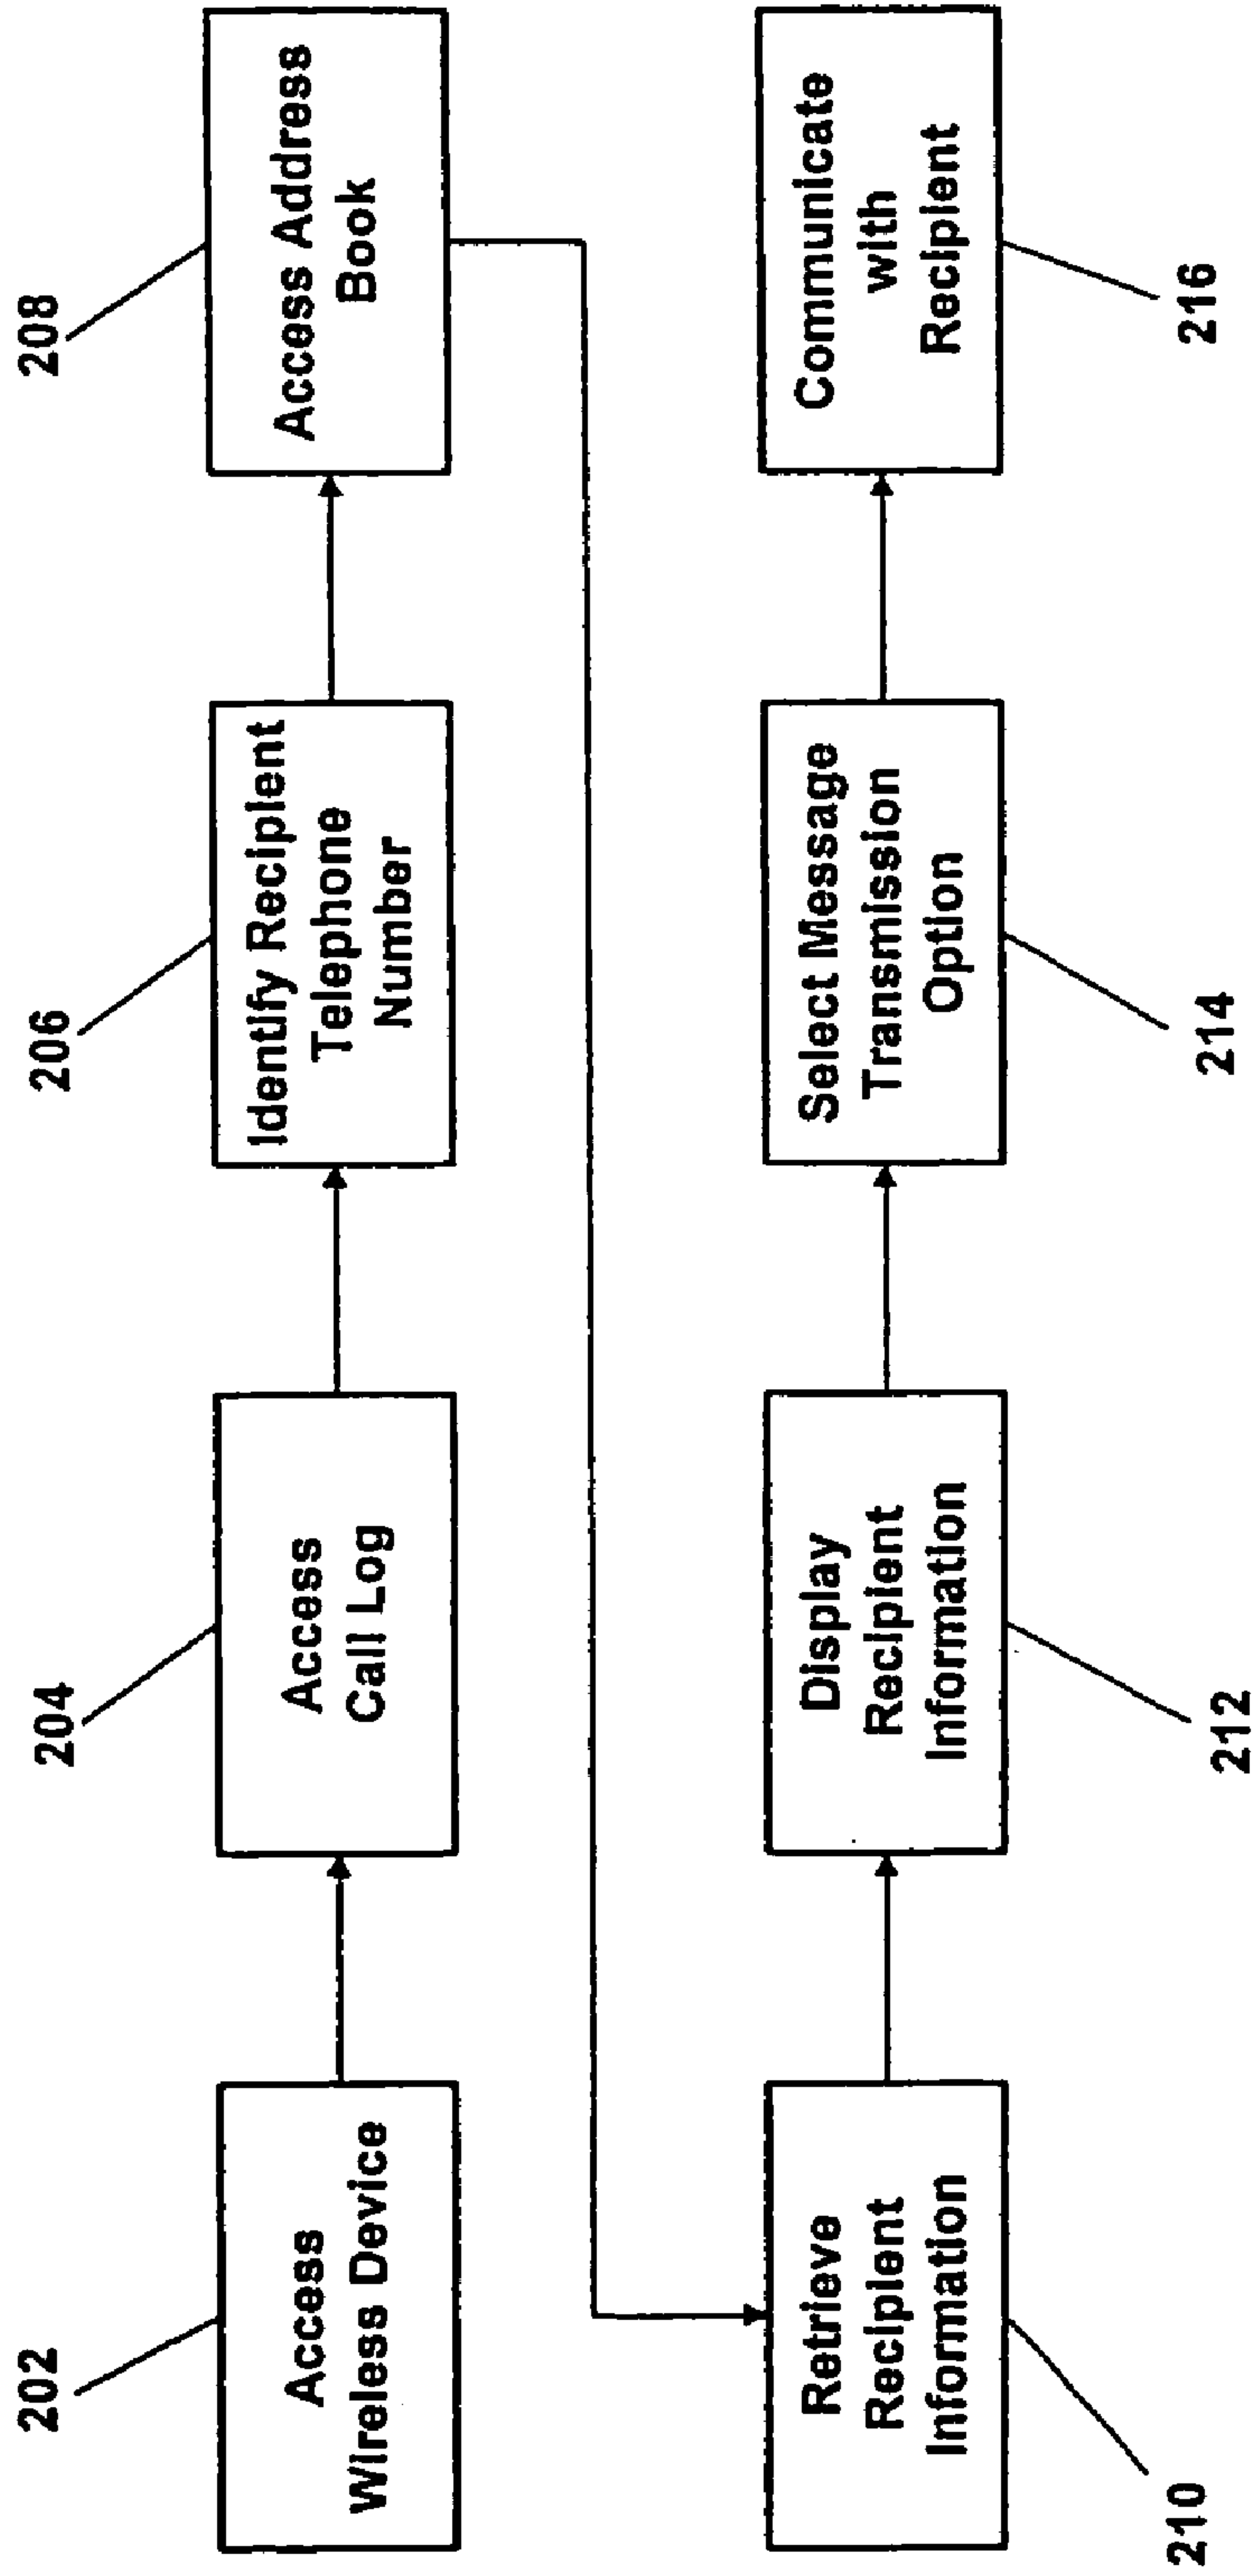 202
Access
Wireless Device
204
Access
Call Log
206
Identify Recipient
Telephone
Number
208
Access Address
Book
Retrieve
Recipient
Information
210
Display
Recipient
Information
212
Select Message
Transmission
Option
214
Communicate
with
Recipient
216